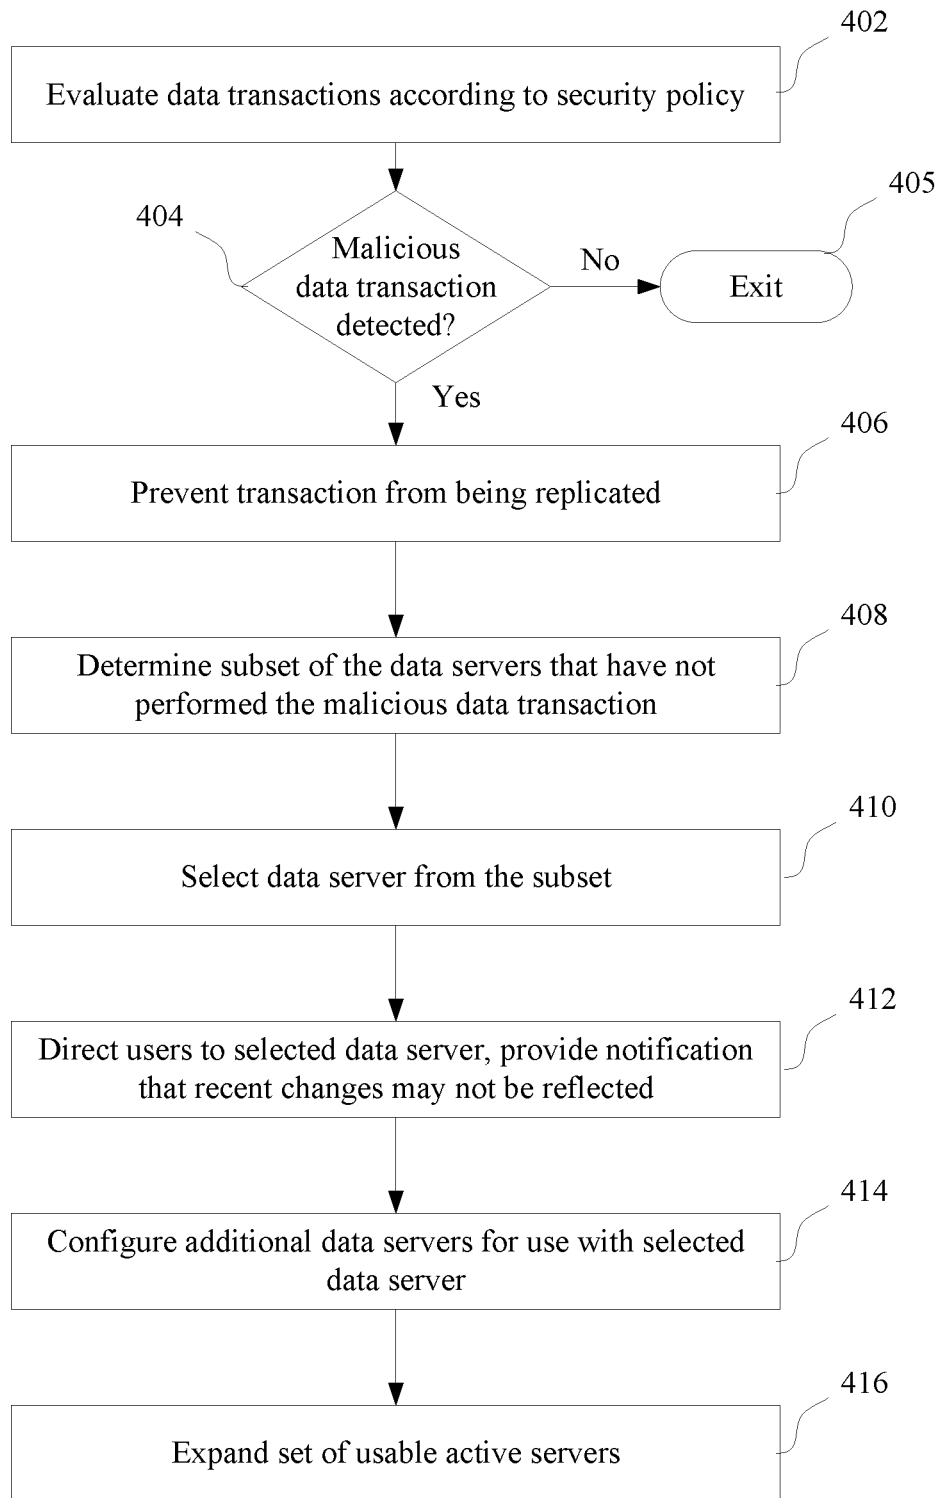 402
Evaluate data transactions according to security policy
405
404
Malicious
data transaction
detected?
No
Exit
Yes
406
Prevent transaction from being replicated
408
Determine subset of the data servers that have not
performed the malicious data transaction
410
Select data server from the subset
412
Direct users to selected data server, provide notification
that recent changes may not be reflected
414
Configure additional data servers for use with selected
data server
416
Expand set of usable active servers